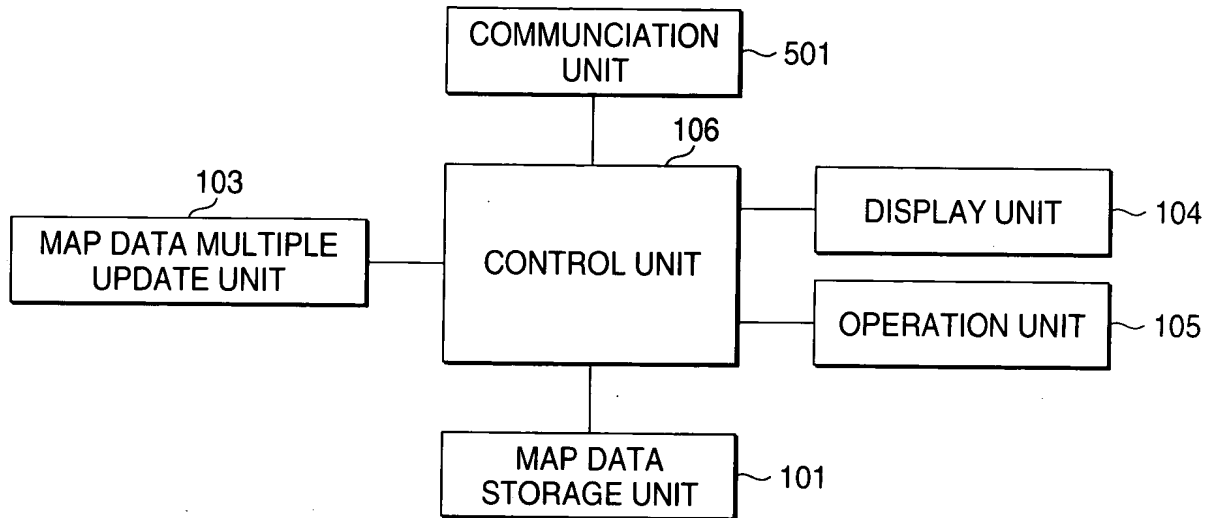 COMMUNCIATION
UNIT
501
106
103
MAP DATA MULTIPLE
UPDATE UNIT
CONTROL UNIT
DISPLAY UNIT
104
OPERATION UNIT
105
MAP DATA
STORAGE UNIT
101